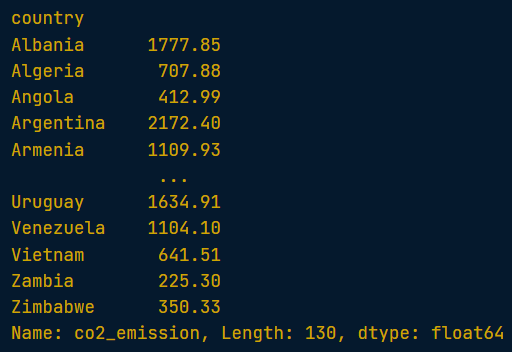 country
Albania      1777.85
Algeria       707.88
Angola        412.99
Argentina    2172.40
Armenia      1109.93
              ...
Uruguay      1634.91
Venezuela    1104.10
Vietnam       641.51
Zambia        225.30
Zimbabwe      350.33
Name: co2_emission, Length: 130, dtype: float64